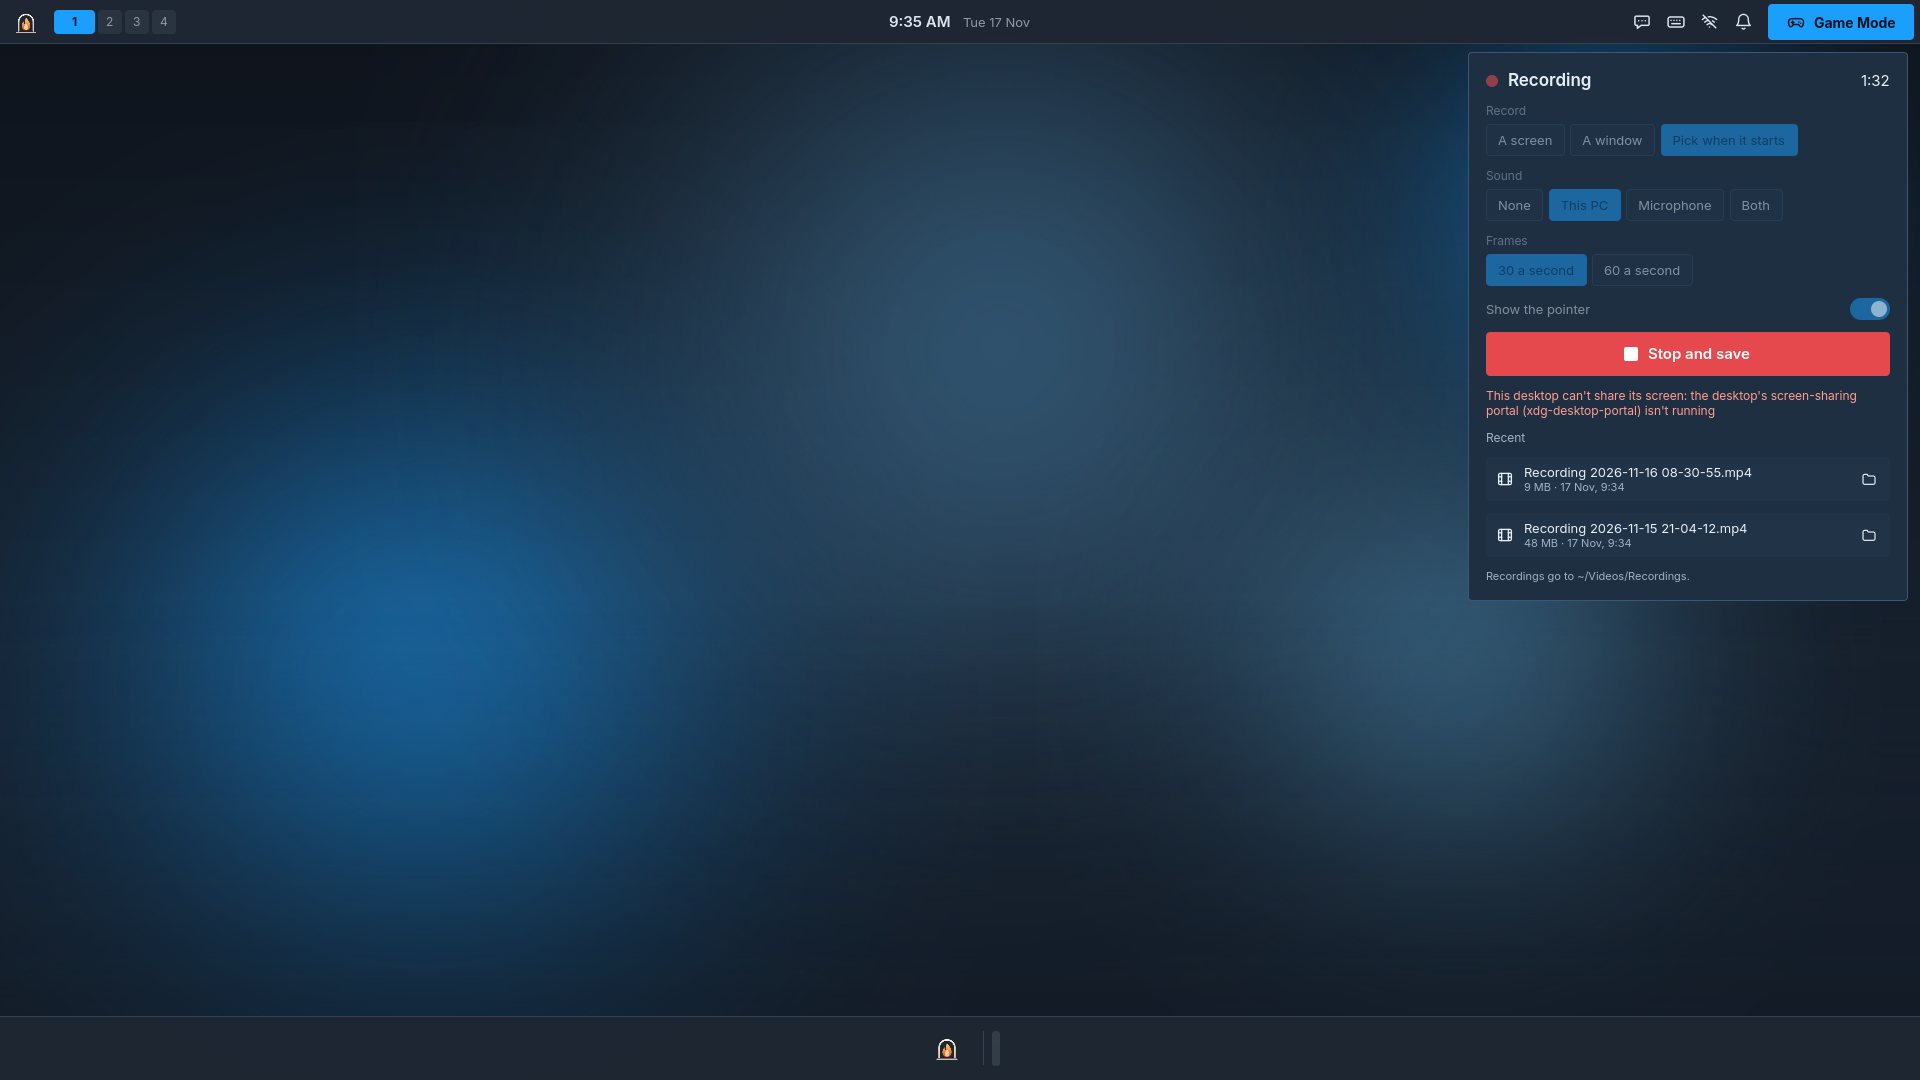 1 2 3 4
9:35 AM Tue 17 Nov
Game Mode
Recording 1:32
Record
A screen A window Pick when it starts
Sound
None This PC Microphone Both
Frames
30 a second 60 a second
Show the pointer
Stop and save
This desktop can't share its screen: the desktop's screen-sharing
portal (xdg-desktop-portal) isn't running
Recent
Recording 2026-11-16 08-30-55.mp4
9 MB · 17 Nov, 9:34
Recording 2026-11-15 21-04-12.mp4
48 MB · 17 Nov, 9:34
Recordings go to ~/Videos/Recordings.